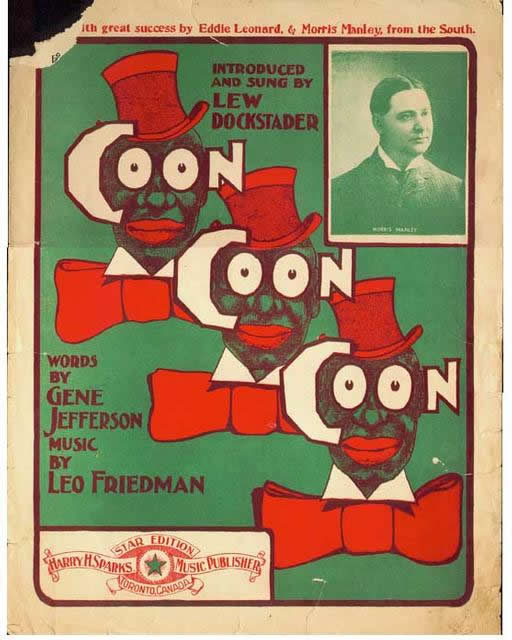 ith great success by Eddie Leonard, & Morris Manley, from the South.
INTRODUCED
AND SUNG BY
LEW
DOCKSTADER
MORRIS MANLEY
COON
COON
COON
WORDS
BY
GENE
JEFFERSON
MUSIC
BY
LEO FRIEDMAN
STAR EDITION
HARRY H. SPARKS MUSIC PUBLISHER
TORONTO, CANADA